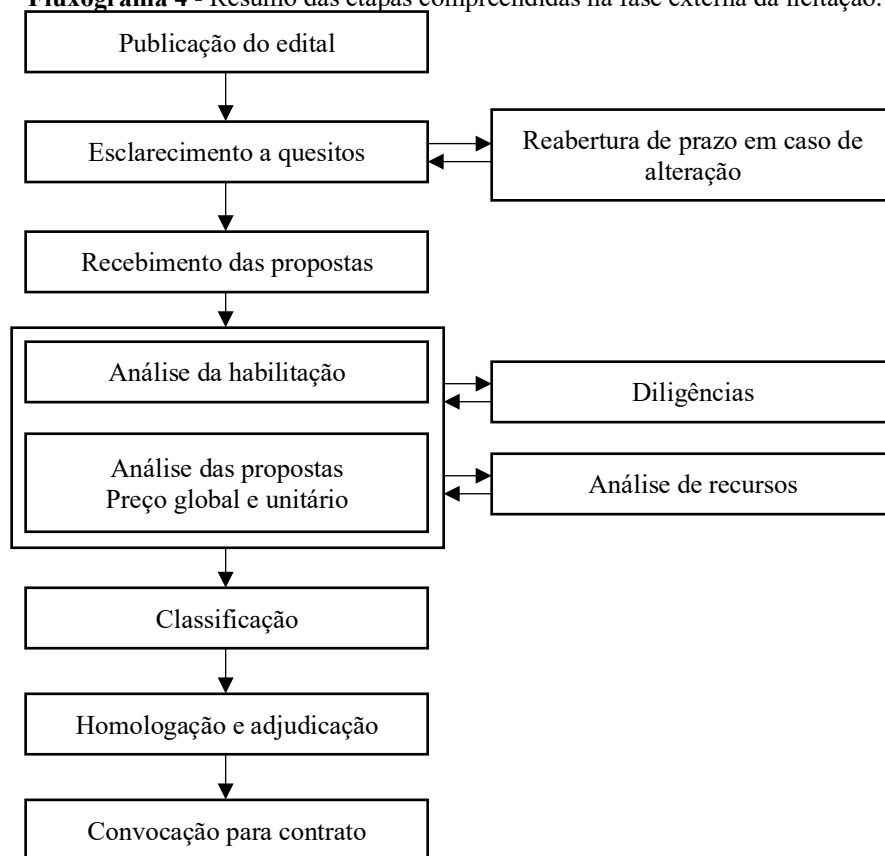 Fluxograma 4 - Resumo das etapas compreendidas na fase externa da licitação.
Publicação do edital
Esclarecimento a quesitos
Reabertura de prazo em caso de
alteração
Recebimento das propostas
Análise da habilitação
Diligências
Análise das propostas
Preço global e unitário
Análise de recursos
Classificação
Homologação e adjudicação
Convocação para contrato